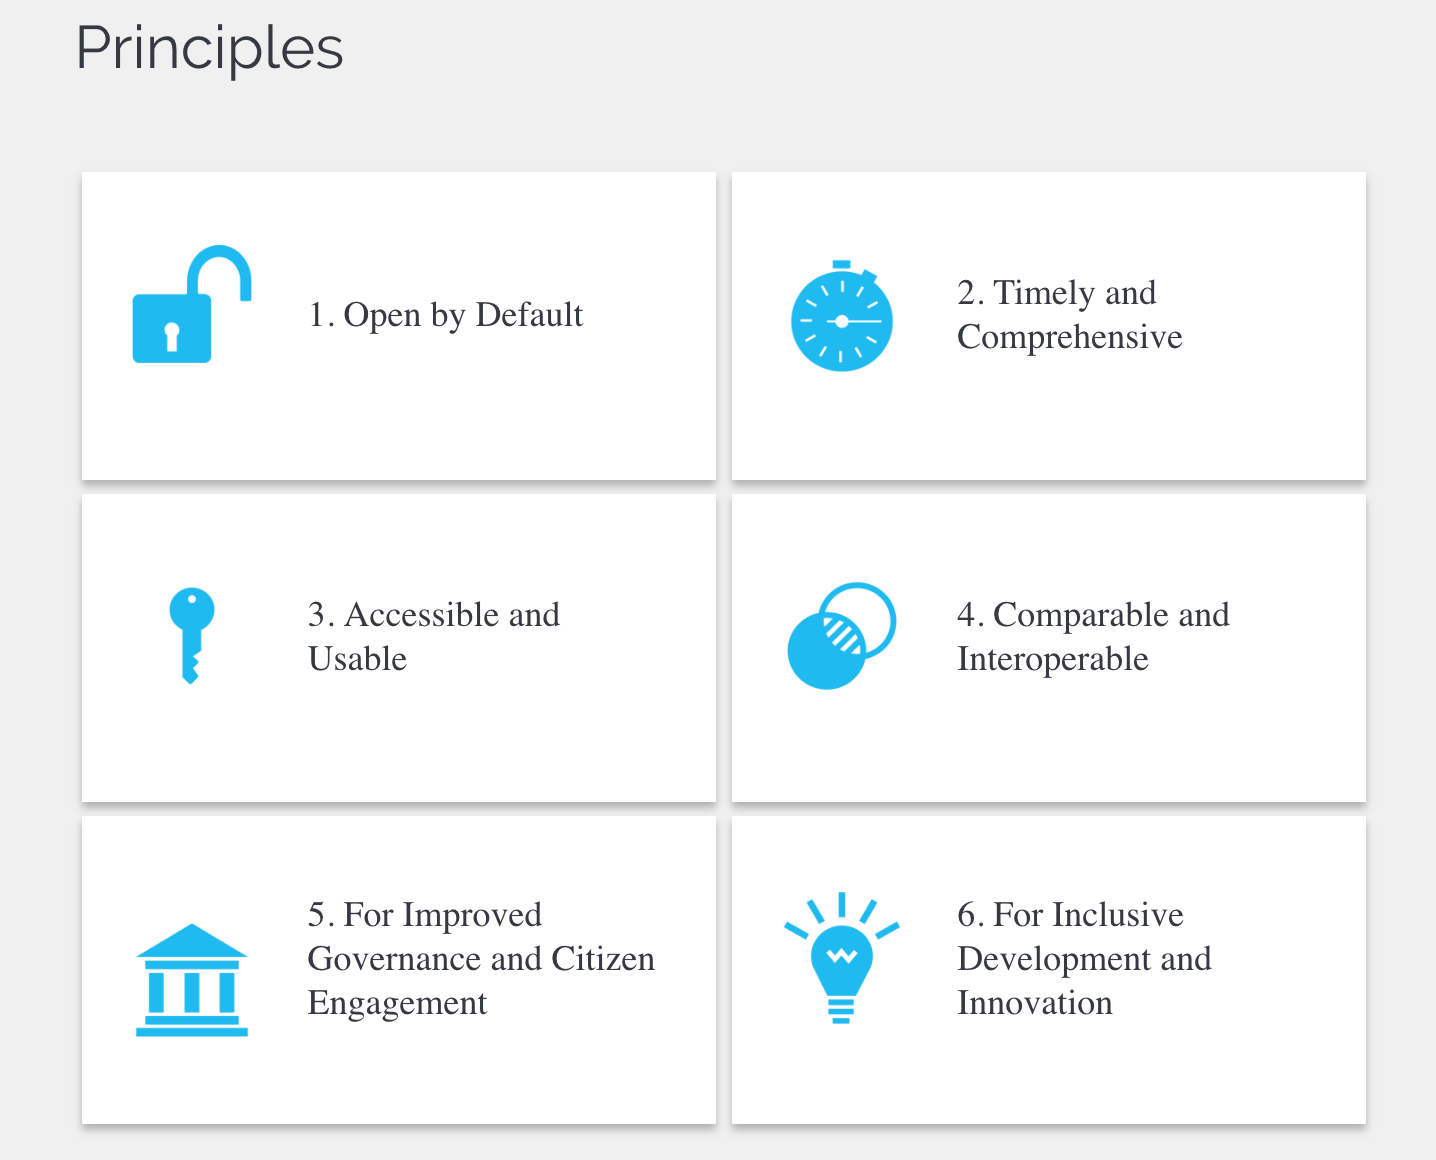 Principles
1. Open by Default
2. Timely and
Comprehensive
3. Accessible and
Usable
4. Comparable and
Interoperable
5. For Improved
Governance and Citizen
Engagement
6. For Inclusive
Development and
Innovation